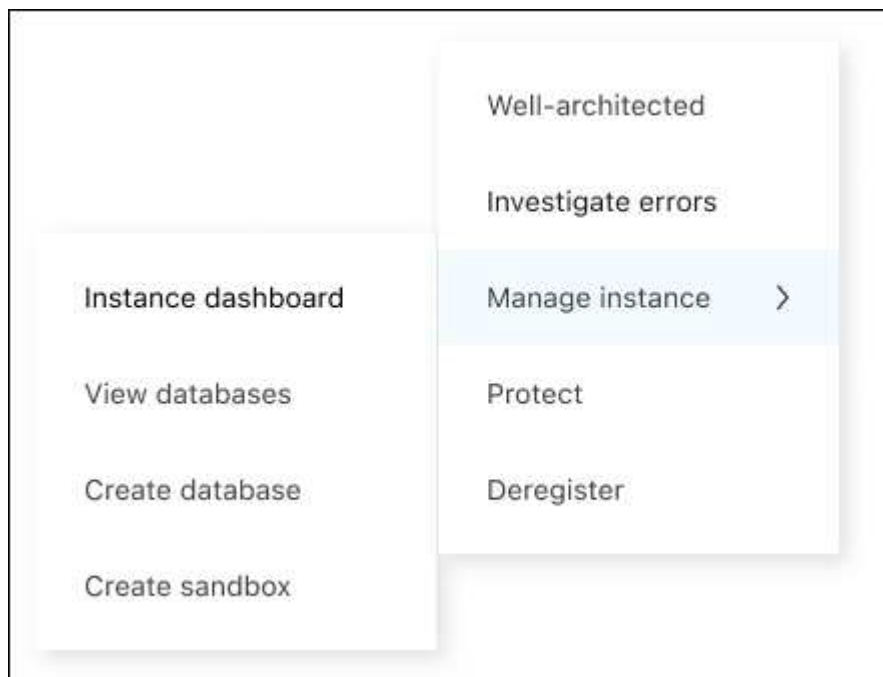 Well-architected
Investigate errors
Manage instance
Protect
Deregister
Instance dashboard
View databases
Create database
Create sandbox